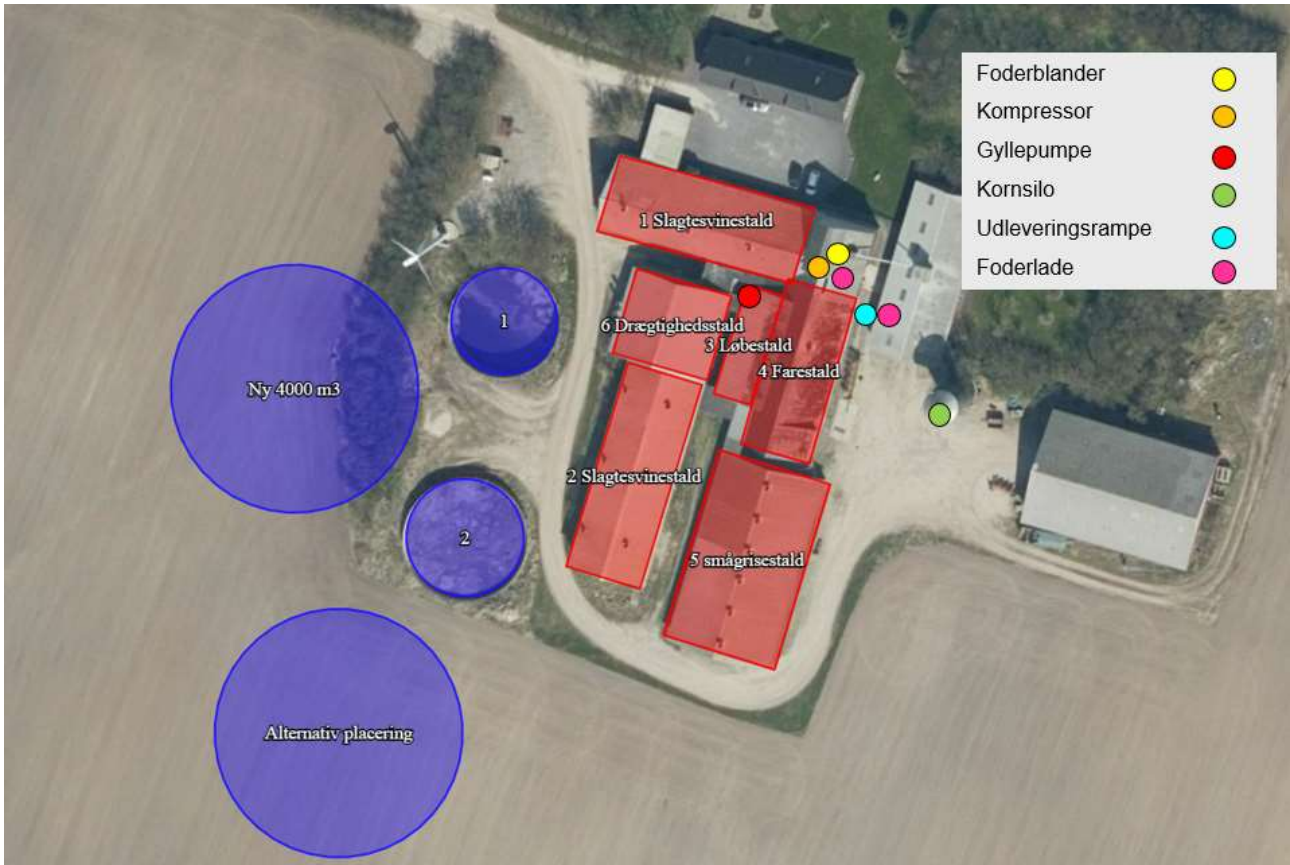 Foderblander
Kompressor
Gyllepumpe
Kornsilo
Udleveringsrampe
Foderlade
1 Slagtesvinestald
6 Drægtighedsstald
3 Løbestald
4 Farestald
1
Ny 4000 m3
2 Slagtesvinestald
2
5 smågrisestald
Alternativ placering